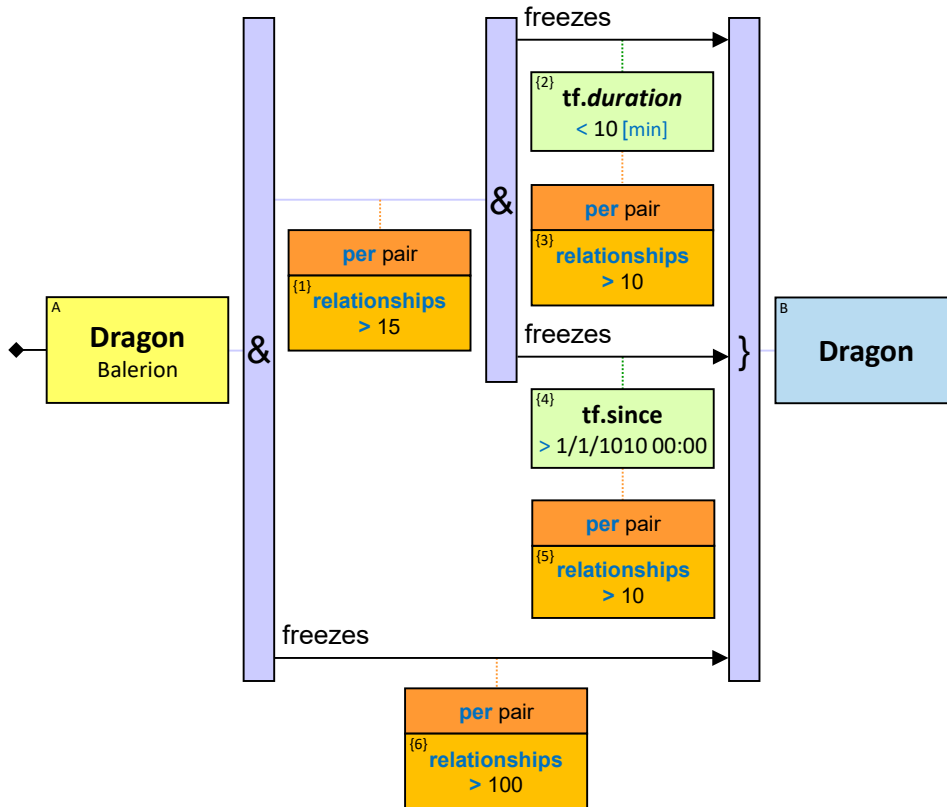 freezes
{2}
tf.duration
< 10 [min]
&
per pair
{3}
relationships
> 10
per pair
{1}
relationships
> 15
A
Dragon
Balerion
&
freezes
}
B
Dragon
{4}
tf.since
> 1/1/1010 00:00
per pair
{5}
relationships
> 10
freezes
per pair
{6}
relationships
> 100